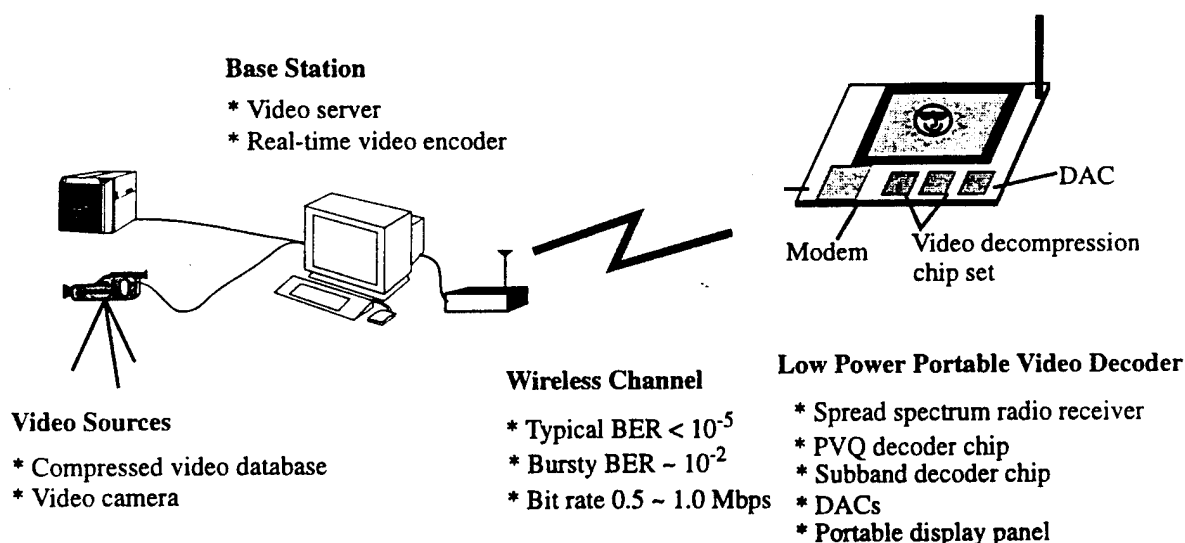 Base Station
* Video server
* Real-time video encoder
DAC
Modem
Video decompression
chip set
Video Sources
* Compressed video database
* Video camera
Wireless Channel
* Typical BER < 10^-5
* Bursty BER ~ 10^-2
* Bit rate 0.5 ~ 1.0 Mbps
Low Power Portable Video Decoder
* Spread spectrum radio receiver
* PVQ decoder chip
* Subband decoder chip
* DACs
* Portable display panel